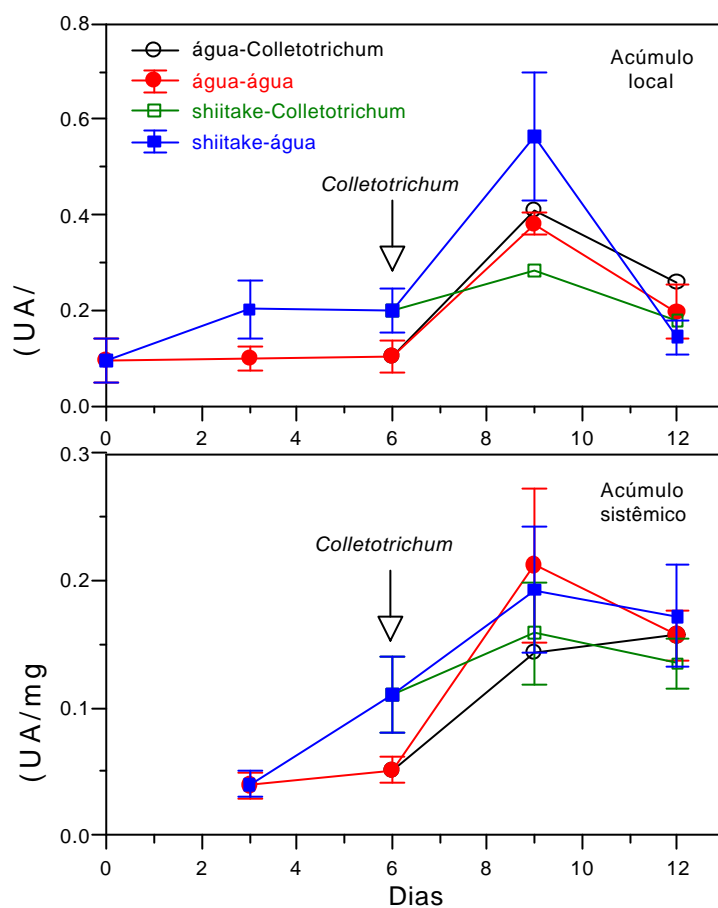 0.8
água-Colletotrichum
Acúmulo
local
água-água
shiitake-Colletotrichum
0.6
shiitake-água
Colletotrichum
0.4
(UA/
0.2
0.0
0 2 4 6 8 10 12
0.3
Acúmulo
sistêmico
Colletotrichum
0.2
(UA/mg
0.1
0.0
0 2 4 6 8 10 12
Dias